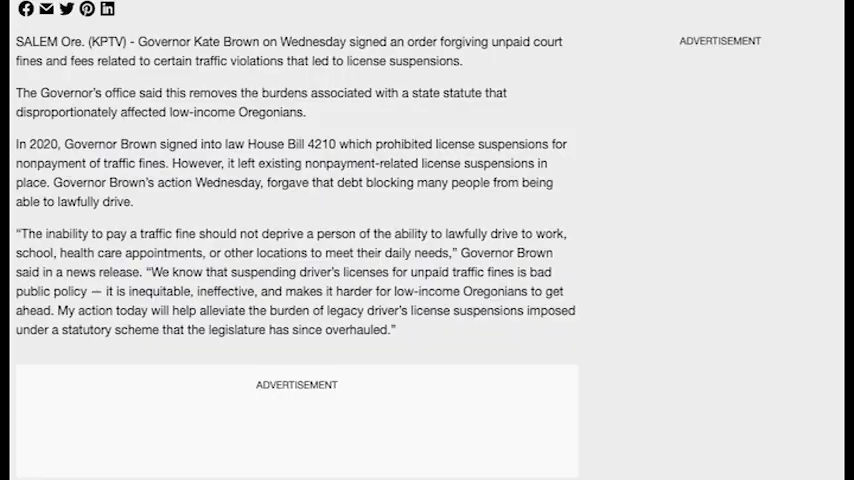 SALEM Ore. (KPTV) - Governor Kate Brown on Wednesday signed an order forgiving unpaid court
fines and fees related to certain traffic violations that led to license suspensions.
The Governor's office said this removes the burdens associated with a state statute that
disproportionately affected low-income Oregonians.
In 2020, Governor Brown signed into law House Bill 4210 which prohibited license suspensions for
nonpayment of traffic fines. However, it left existing nonpayment-related license suspensions in
place. Governor Brown's action Wednesday, forgave that debt blocking many people from being
able to lawfully drive.
“The inability to pay a traffic fine should not deprive a person of the ability to lawfully drive to work,
school, health care appointments, or other locations to meet their daily needs,” Governor Brown
said in a news release. “We know that suspending driver's licenses for unpaid traffic fines is bad
public policy — it is inequitable, ineffective, and makes it harder for low-income Oregonians to get
ahead. My action today will help alleviate the burden of legacy driver's license suspensions imposed
under a statutory scheme that the legislature has since overhauled.”
ADVERTISEMENT
ADVERTISEMENT